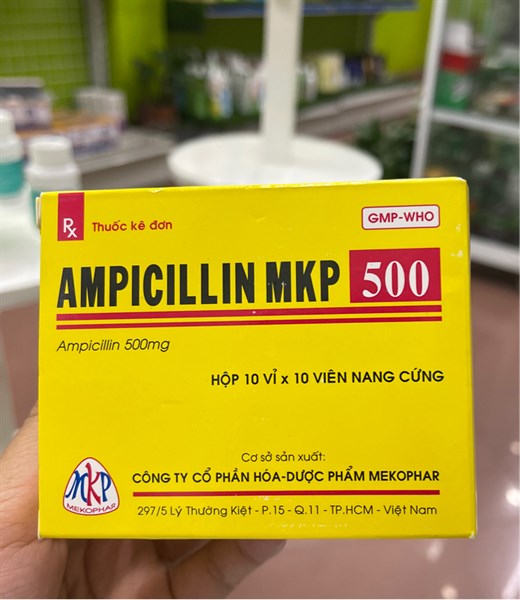 Rx Thuốc kê đơn
GMP-WHO
AMPICILLIN MKP 500
Ampicillin 500mg
HỘP 10 VỈ x 10 VIÊN NANG CỨNG
Cơ sở sản xuất:
CÔNG TY CỔ PHẦN HÓA-DƯỢC PHẨM MEKOPHAR
297/5 Lý Thường Kiệt - P.15 - Q.11 - TP.HCM - Việt Nam
MKP
MEKOPHAR